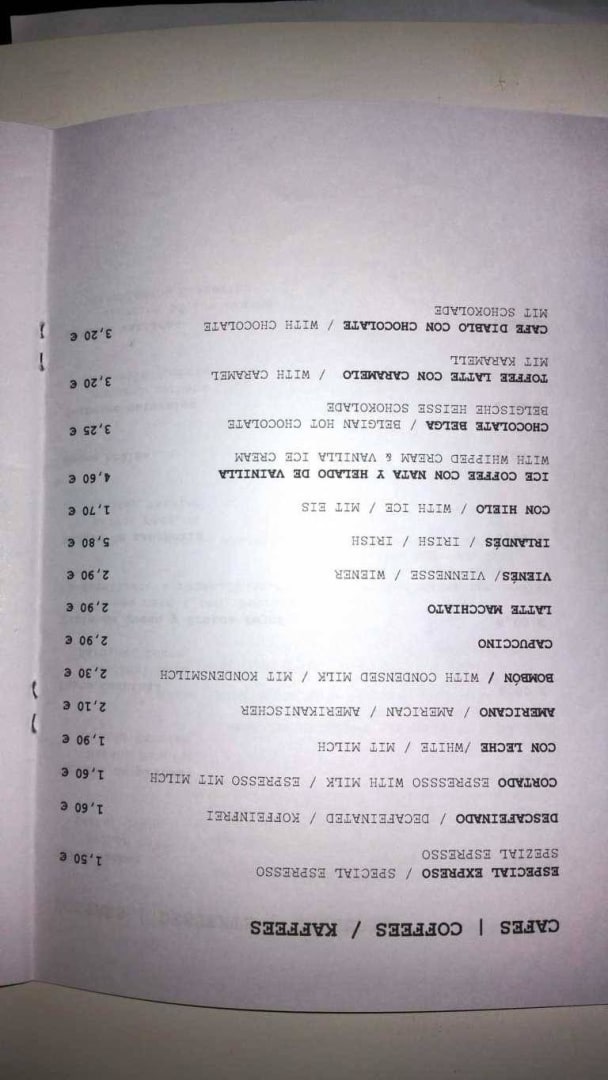 CAFES | COFFEES / KAFFEES
ESPECIAL EXPRESO / SPECIAL ESPRESSO
SPEZIAL ESPRESSO 1,50 €
DESCAFEINADO / DECAFEINATED / KOFFEINFREI 1,60 €
CORTADO ESPRESSSO WITH MILK / ESPRESSO MIT MILCH 1,60 €
CON LECHE /WHITE / MIT MILCH 1,90 €
AMERICANO / AMERICAN / AMERIKANISCHER 2,10 €
BOMBÓN / WITH CONDENSED MILK / MIT KONDENSMILCH 2,30 €
CAPUCCINO 2,90 €
LATTE MACCHIATO 2,90 €
VIENÉS/ VIENNESSE / WIENER 2,90 €
IRLANDÉS / IRISH / IRISH 5,80 €
CON HIELO / WITH ICE / MIT EIS 1,70 €
ICE COFFEE CON NATA Y HELADO DE VAINILLA 4,60 €
WITH WHIPPED CREAM & VANILLA ICE CREAM
CHOCOLATE BELGA / BELGIAN HOT CHOCOLATE 3,25 €
BELGISCHE HEISSE SCHOKOLADE
TOFFEE LATTE CON CARAMELO / WITH CARAMEL 3,20 €
MIT KARAMELL
CAFE DIABLO CON CHOCOLATE / WITH CHOCOLATE 3,20 €
MIT SCHOKOLADE